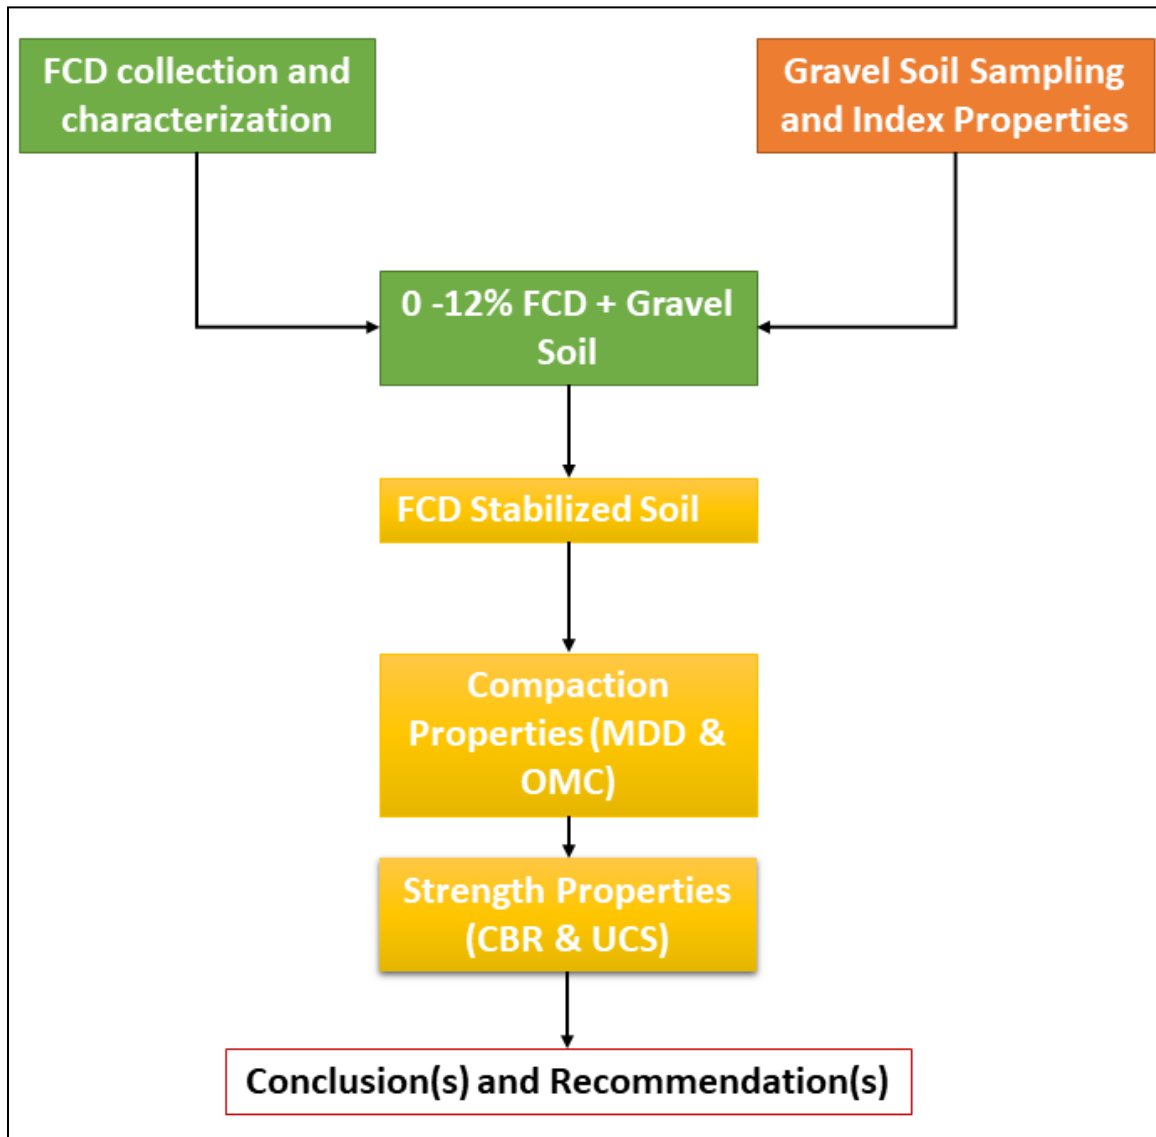 FCD collection and
characterization
Gravel Soil Sampling
and Index Properties
0 -12% FCD + Gravel
Soil
FCD Stabilized Soil
Compaction
Properties (MDD &
OMC)
Strength Properties
(CBR & UCS)
Conclusion(s) and Recommendation(s)